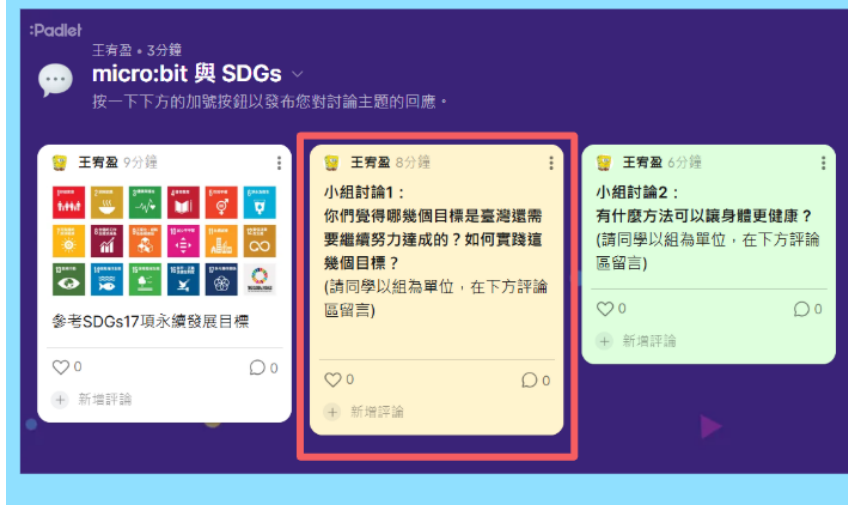 :Padlet
王宥盈 • 3分鐘
micro:bit 與 SDGs
按一下下方的加號按鈕以發布您對討論主題的回應。
王宥盈 9分鐘
參考SDGs17項永續發展目標
0
0
新增評論
王宥盈 8分鐘
小組討論1：
你們覺得哪幾個目標是臺灣還需
要繼續努力達成的？如何實踐這
幾個目標？
(請同學以組為單位，在下方評論
區留言)
0
0
新增評論
王宥盈 6分鐘
小組討論2：
有什麼方法可以讓身體更健康？
(請同學以組為單位，在下方評論
區留言)
0
0
新增評論